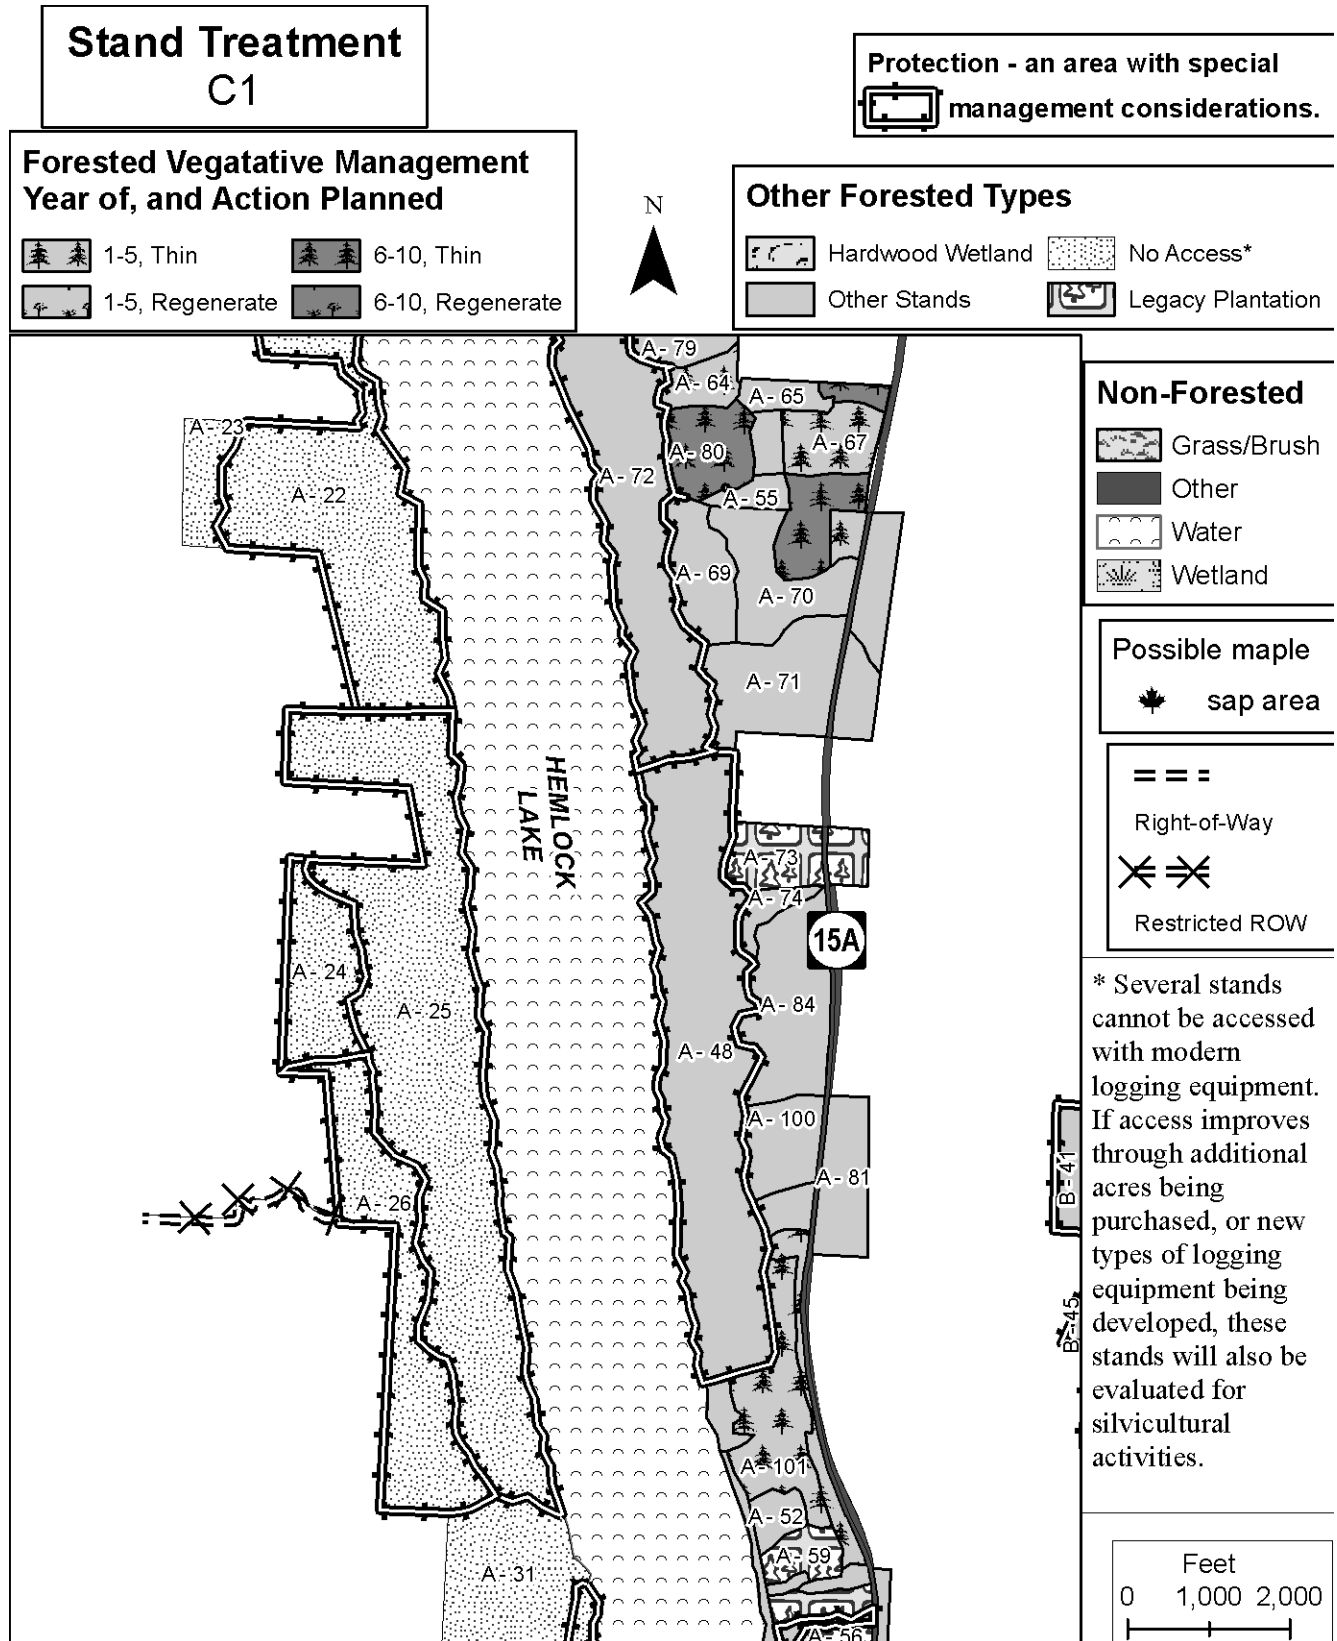 Stand Treatment
C1
Protection - an area with special
management considerations.
Forested Vegatative Management
Year of, and Action Planned
1-5, Thin
6-10, Thin
1-5, Regenerate
6-10, Regenerate
N
Other Forested Types
Hardwood Wetland
No Access*
Other Stands
Legacy Plantation
Non-Forested
Grass/Brush
Other
Water
Wetland
Possible maple
sap area
Right-of-Way
Restricted ROW
* Several stands
cannot be accessed
with modern
logging equipment.
If access improves
through additional
acres being
purchased, or new
types of logging
equipment being
developed, these
stands will also be
evaluated for
silvicultural
activities.
Feet
0 1,000 2,000
A - 79
A - 64
A - 65
A - 23
A - 67
A - 80
A - 72
A - 22
A - 55
A - 69
A - 70
A - 71
HEMLOCK
LAKE
A - 73
A - 74
15A
A - 24
A - 25
A - 84
A - 48
A - 100
A - 81
B - 41
A - 26
B - 45
A - 101
A - 52
A - 59
A - 31
A - 56